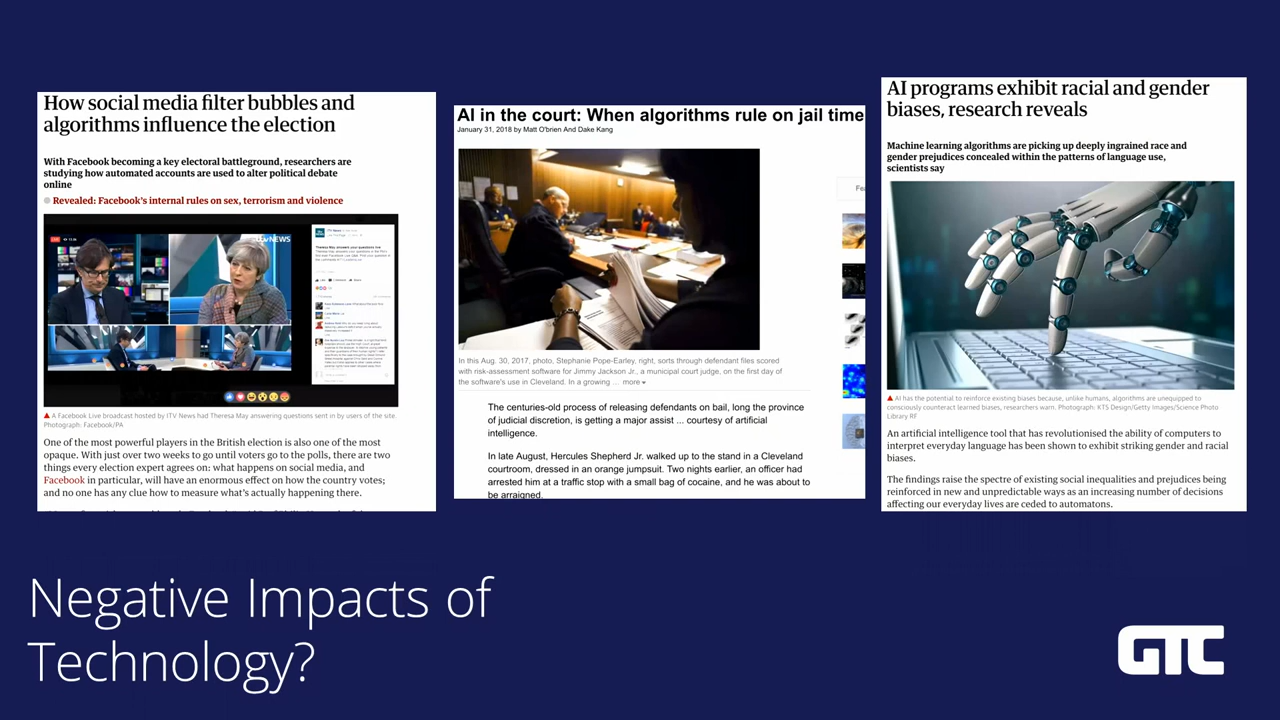 How social media filter bubbles and
algorithms influence the election
With Facebook becoming a key electoral battleground, researchers are
studying how automated accounts are used to alter political debate
online
Revealed: Facebook's internal rules on sex, terrorism and violence
NEWS
A Facebook Live broadcast hosted by ITV News had Theresa May answering questions sent in by users of the site.
Photograph: Facebook/PA
One of the most powerful players in the British election is also one of the most
opaque. With just over two weeks to go until voters go to the polls, there are two
things every election expert agrees on: what happens on social media, and
Facebook in particular, will have an enormous effect on how the country votes;
and no one has any clue how to measure what's actually happening there.
AI in the court: When algorithms rule on jail time
January 31, 2018 by Matt O'brien And Dake Kang
Fea
In this Aug. 30, 2017, photo, Stephanie Pope-Earley, right, sorts through defendant files scored
with risk-assessment software for Jimmy Jackson Jr., a municipal court judge, on the first day of
the software's use in Cleveland. In a growing ... more
The centuries-old process of releasing defendants on bail, long the province
of judicial discretion, is getting a major assist ... courtesy of artificial
intelligence.
In late August, Hercules Shepherd Jr. walked up to the stand in a Cleveland
courtroom, dressed in an orange jumpsuit. Two nights earlier, an officer had
arrested him at a traffic stop with a small bag of cocaine, and he was about to
be arraigned.
AI programs exhibit racial and gender
biases, research reveals
Machine learning algorithms are picking up deeply ingrained race and
gender prejudices concealed within the patterns of language use,
scientists say
AI has the potential to reinforce existing biases because, unlike humans, algorithms are unequipped to
consciously counteract learned biases, researchers warn. Photograph: KTS Design/Getty Images/Science Photo
Library RF
An artificial intelligence tool that has revolutionised the ability of computers to
interpret everyday language has been shown to exhibit striking gender and racial
biases.
The findings raise the spectre of existing social inequalities and prejudices being
reinforced in new and unpredictable ways as an increasing number of decisions
affecting our everyday lives are ceded to automatons.
Negative Impacts of
Technology?
GTC